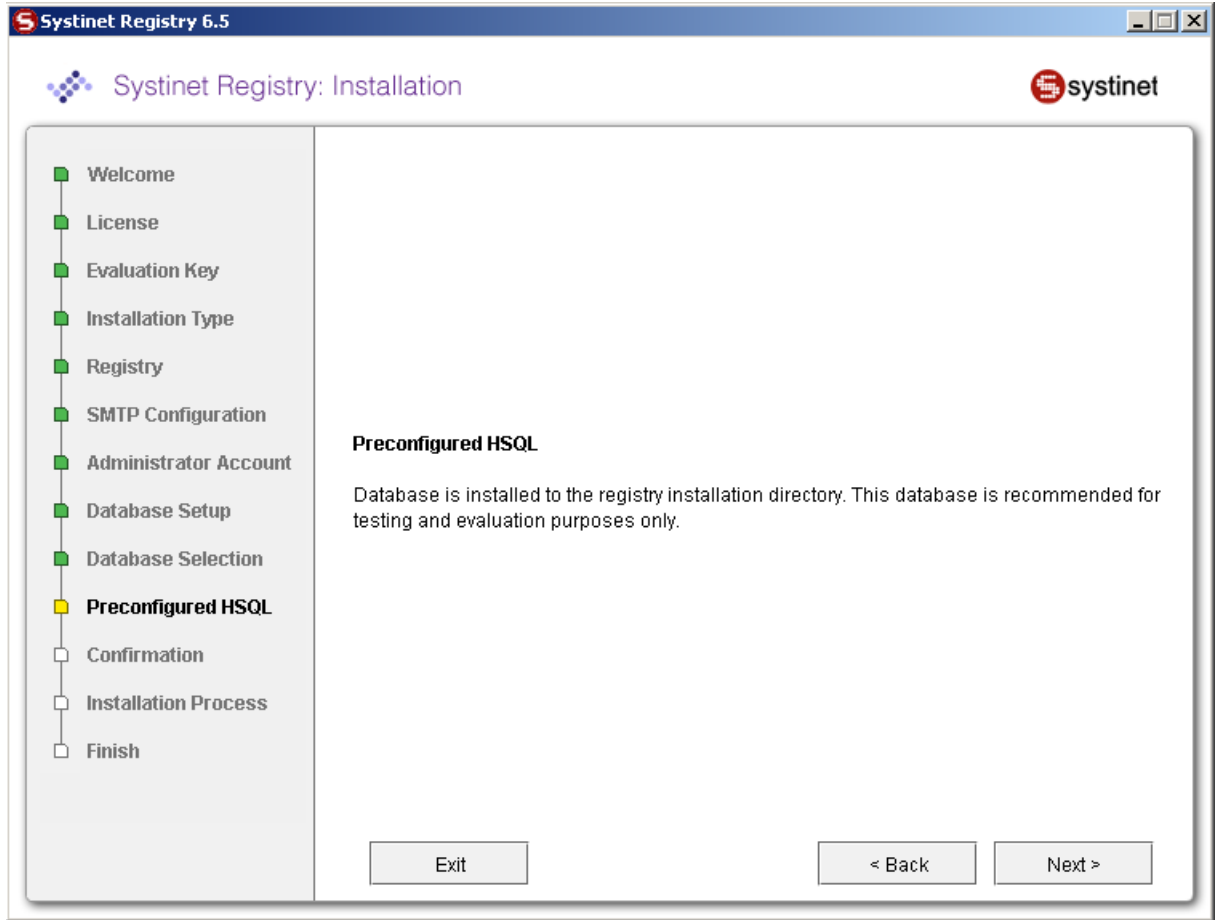 Systinet Registry 6.5
Systinet Registry: Installation
systinet
Welcome
License
Evaluation Key
Installation Type
Registry
SMTP Configuration
Administrator Account
Database Setup
Database Selection
Preconfigured HSQL
Confirmation
Installation Process
Finish
Preconfigured HSQL
Database is installed to the registry installation directory. This database is recommended for
testing and evaluation purposes only.
Exit
< Back
Next >